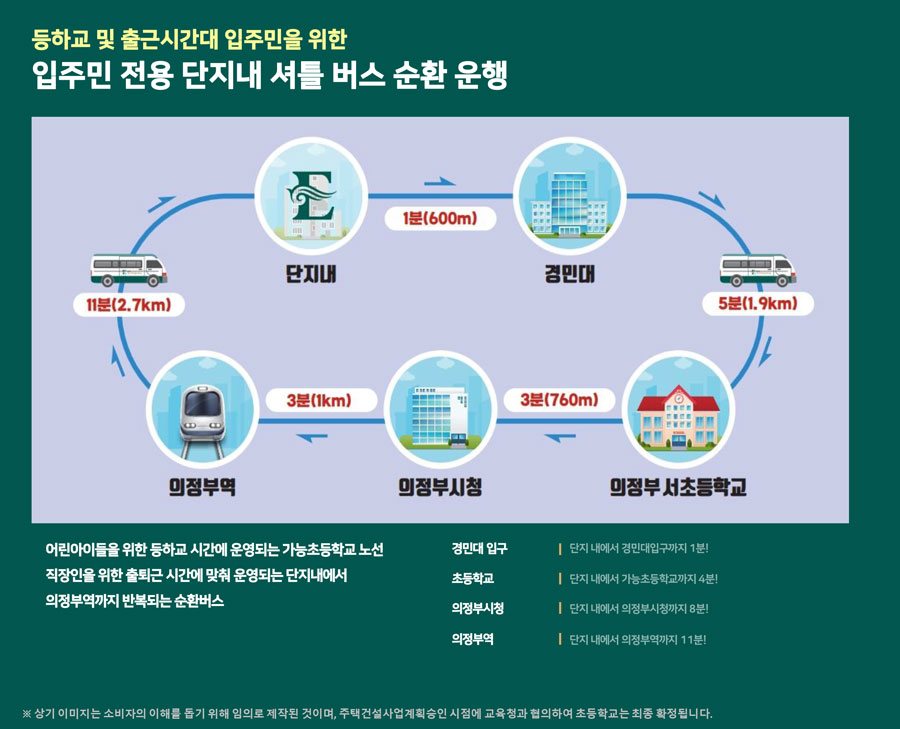 등하교 및 출근시간대 입주민을 위한
입주민 전용 단지내 셔틀 버스 순환 운행
E
1분(600m)
단지내
경민대
11분(2.7km)
5분(1.9km)
3분(1km)
3분(760m)
의정부역
의정부시청
의정부 서초등학교
어린아이들을 위한 등하교 시간에 운영되는 가능초등학교 노선
직장인을 위한 출퇴근 시간에 맞춰 운영되는 단지내에서
의정부역까지 반복되는 순환버스
경민대 입구 | 단지 내에서 경민대입구까지 1분!
초등학교 | 단지 내에서 가능초등학교까지 4분!
의정부시청 | 단지 내에서 의정부시청까지 8분!
의정부역 | 단지 내에서 의정부역까지 11분!
※ 상기 이미지는 소비자의 이해를 돕기 위해 임의로 제작된 것이며, 주택건설사업계획승인 시점에 교육청과 협의하여 초등학교는 최종 확정됩니다.